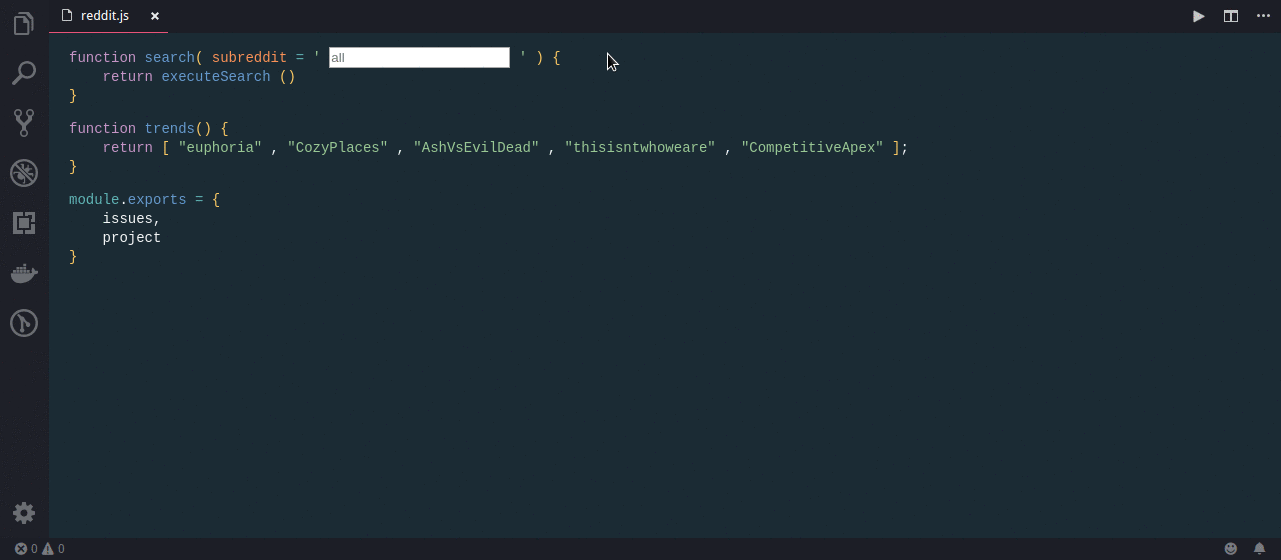 reddit.js
function search( subreddit = ' all ' ) {
return executeSearch ()
}
function trends() {
return [ "euphoria" , "CozyPlaces" , "AshVsEvilDead" , "thisisntwhoweare" , "CompetitiveApex" ];
}
module.exports = {
issues,
project
}
0 0